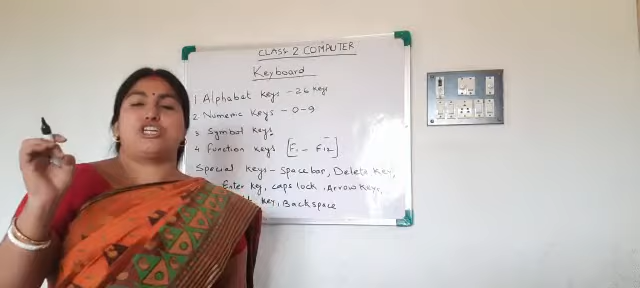 CLASS 2 COMPUTER
Keyboard
1 Alphabet keys - 26 keys
2 Numeric keys - 0-9
3 Symbol keys
4 Function keys [F1 - F12]
Special keys - Spacebar, Delete key,
Enter key, caps lock, Arrow keys,
key, Backspace